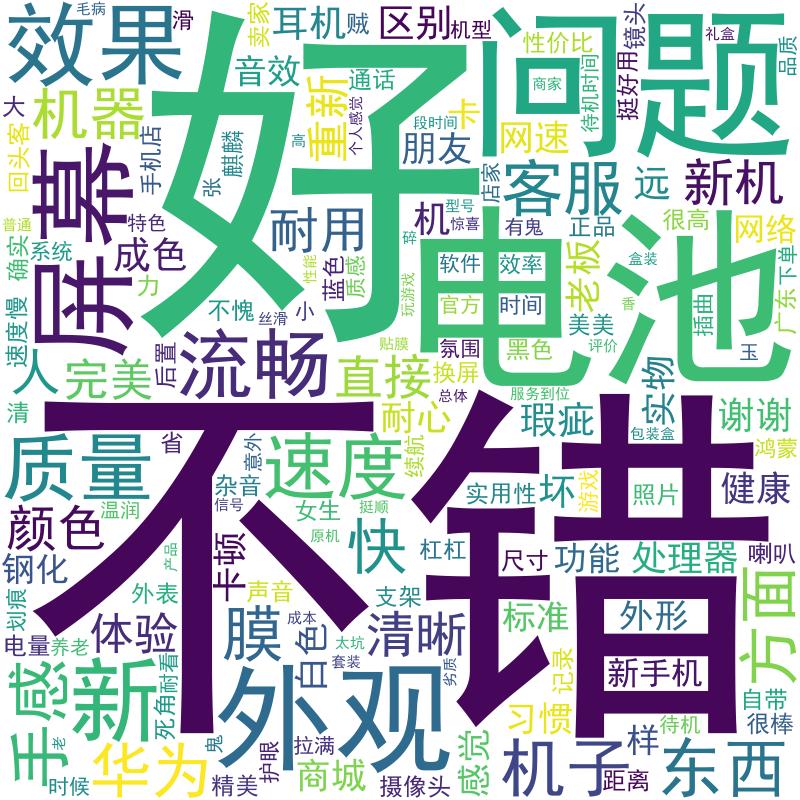 毛病
滑
效果
卖家
耳机
贼
区别
机型
性价比
镜头
礼盒
品质
好
问题
大
机器
音效
通话
重新
卡
网速
商家
待机时间
挺好用
回头客
手机店
麒麟
张
个人感觉
段时间
朋友
店家
客服
远
新机
屏幕
普通
特色
成色
耐用
机
型号
惊喜
有鬼
正品
很高
网络
确实
系统
力
蓝色
质感
性能
玩游戏
电池
软件
效率
官方
时间
老板
盒装
插曲
广东
下单
速度慢
不愧
丝滑
小
美美
香
人
完美
后置
流畅
贴膜
氛围
黑色
评价
玉
直接
换屏
清
省
总体
服务到位
实物
不错
耐心
瑕疵
包装盒
谢谢
鸿蒙
质量
意外
速度
续航
杂音
信号
实用性
坏
游戏
照片
健康
颜色
温润
女生
挺顺
原机
快
杠杠
尺寸
功能
处理器
喇叭
钢化
产品
卡顿
声音
外表
支架
标准
外形
方面
划痕
电量
养老
体验
膜
成本
白色
太坑
套装
清晰
劣质
新手机
手感
新
死角
耐看
外观
记录
习惯
待机
自带
很棒
老
鬼
华为
拉满
护眼
感觉
样
时候
精美
商城
摄像头
机子
距离
东西